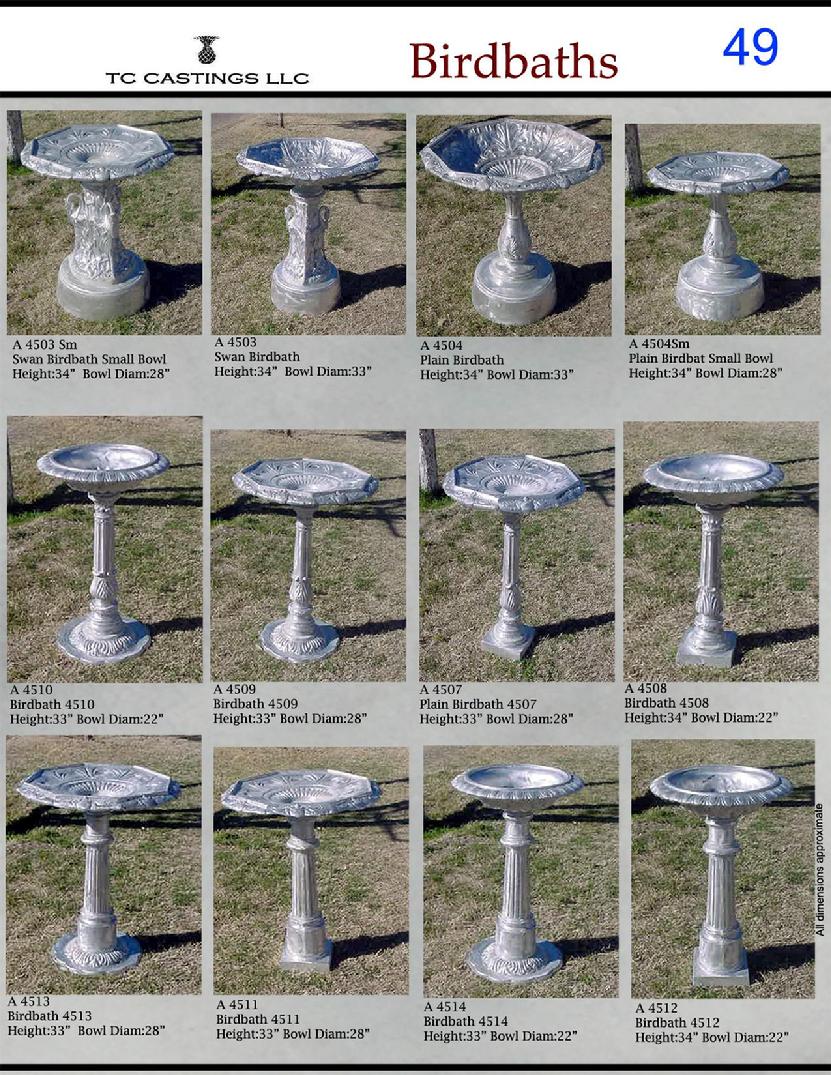 TC CASTINGS LLC
Birdbaths
49
A 4503 Sm
Swan Birdbath Small Bowl
Height:34” Bowl Diam:28”
A 4503
Swan Birdbath
Height:34” Bowl Diam:33”
A 4504
Plain Birdbath
Height:34” Bowl Diam:33”
A 4504Sm
Plain Birdbat Small Bowl
Height:34” Bowl Diam:28”
A 4510
Birdbath 4510
Height:33” Bowl Diam:22”
A 4509
Birdbath 4509
Height:33” Bowl Diam:28”
A 4507
Plain Birdbath 4507
Height:33” Bowl Diam:28”
A 4508
Birdbath 4508
Height:34” Bowl Diam:22”
A 4513
Birdbath 4513
Height:33” Bowl Diam:28”
A 4511
Birdbath 4511
Height:33” Bowl Diam:28”
A 4514
Birdbath 4514
Height:33” Bowl Diam:22”
A 4512
Birdbath 4512
Height:34” Bowl Diam:22”
All dimensions approximate